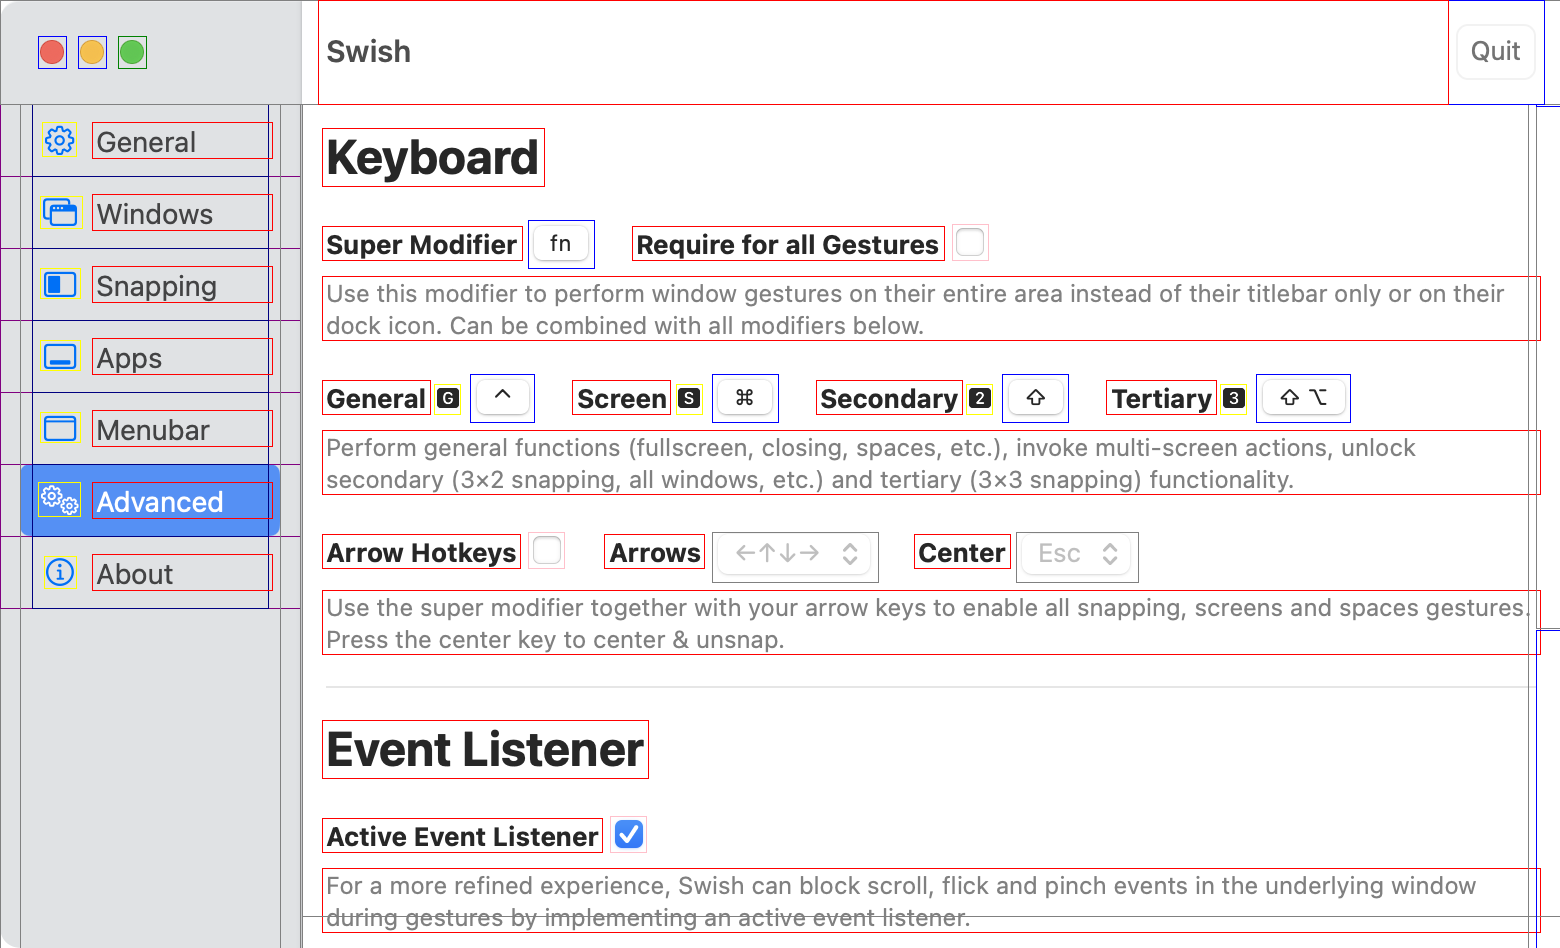 Swish
Quit
General
Windows
Snapping
Apps
Menubar
Advanced
About
Keyboard
Super Modifier fn Require for all Gestures
Use this modifier to perform window gestures on their entire area instead of their titlebar only or on their
dock icon. Can be combined with all modifiers below.
General G ^ Screen S ⌘ Secondary 2 ⇧ Tertiary 3 ⇧ ⌥
Perform general functions (fullscreen, closing, spaces, etc.), invoke multi-screen actions, unlock
secondary (3×2 snapping, all windows, etc.) and tertiary (3×3 snapping) functionality.
Arrow Hotkeys Arrows ←↑↓→ Center Esc
Use the super modifier together with your arrow keys to enable all snapping, screens and spaces gestures.
Press the center key to center & unsnap.
Event Listener
Active Event Listener
For a more refined experience, Swish can block scroll, flick and pinch events in the underlying window
during gestures by implementing an active event listener.